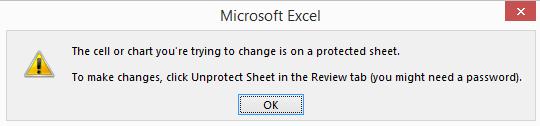 Microsoft Excel
The cell or chart you're trying to change is on a protected sheet.
To make changes, click Unprotect Sheet in the Review tab (you might need a password).
OK